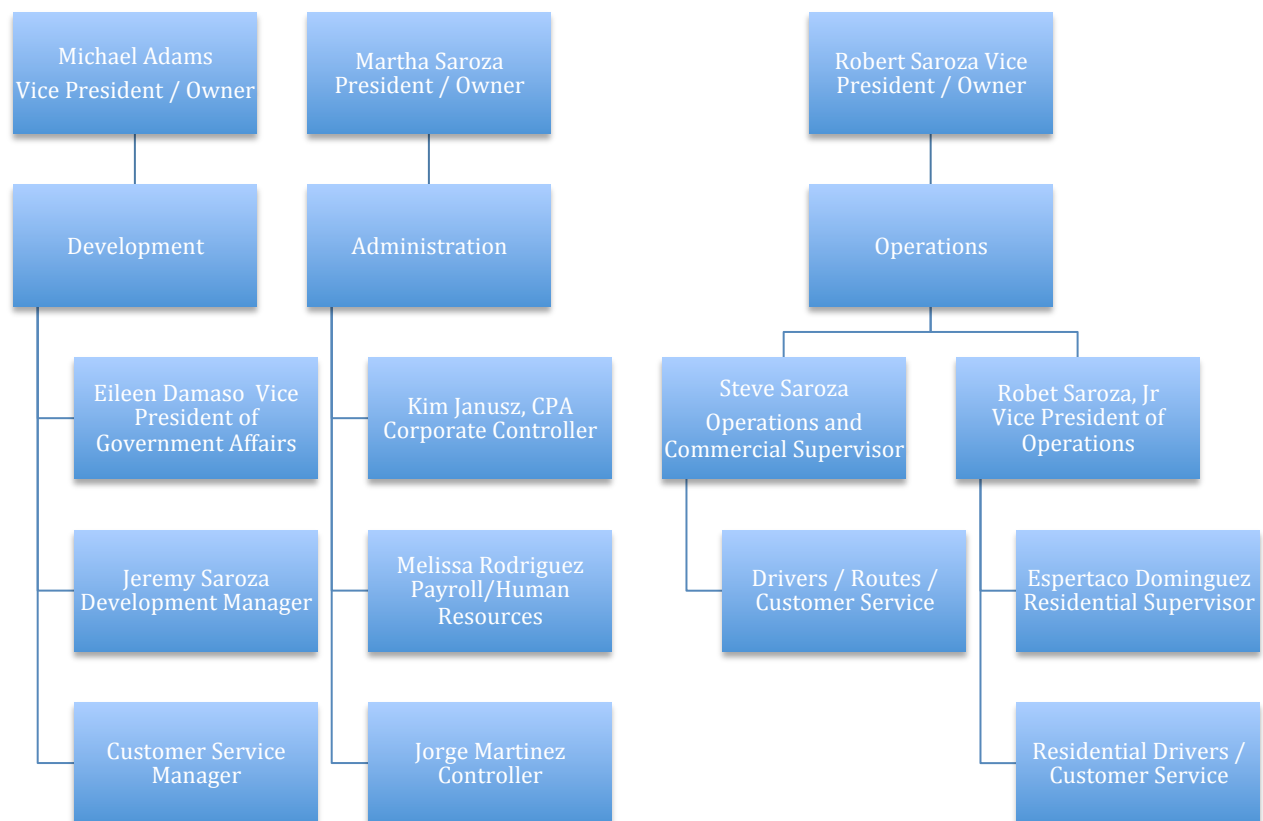 Michael Adams
Vice President / Owner
Martha Saroza
President / Owner
Robert Saroza Vice
President / Owner
Development
Administration
Operations
Eileen Damaso  Vice
President of
Government Affairs
Kim Janusz, CPA
Corporate Controller
Steve Saroza
Operations and
Commercial Supervisor
Robet Saroza, Jr
Vice President of
Operations
Jeremy Saroza
Development Manager
Melissa Rodriguez
Payroll/Human
Resources
Drivers / Routes /
Customer Service
Espertaco Dominguez
Residential Supervisor
Customer Service
Manager
Jorge Martinez
Controller
Residential Drivers /
Customer Service